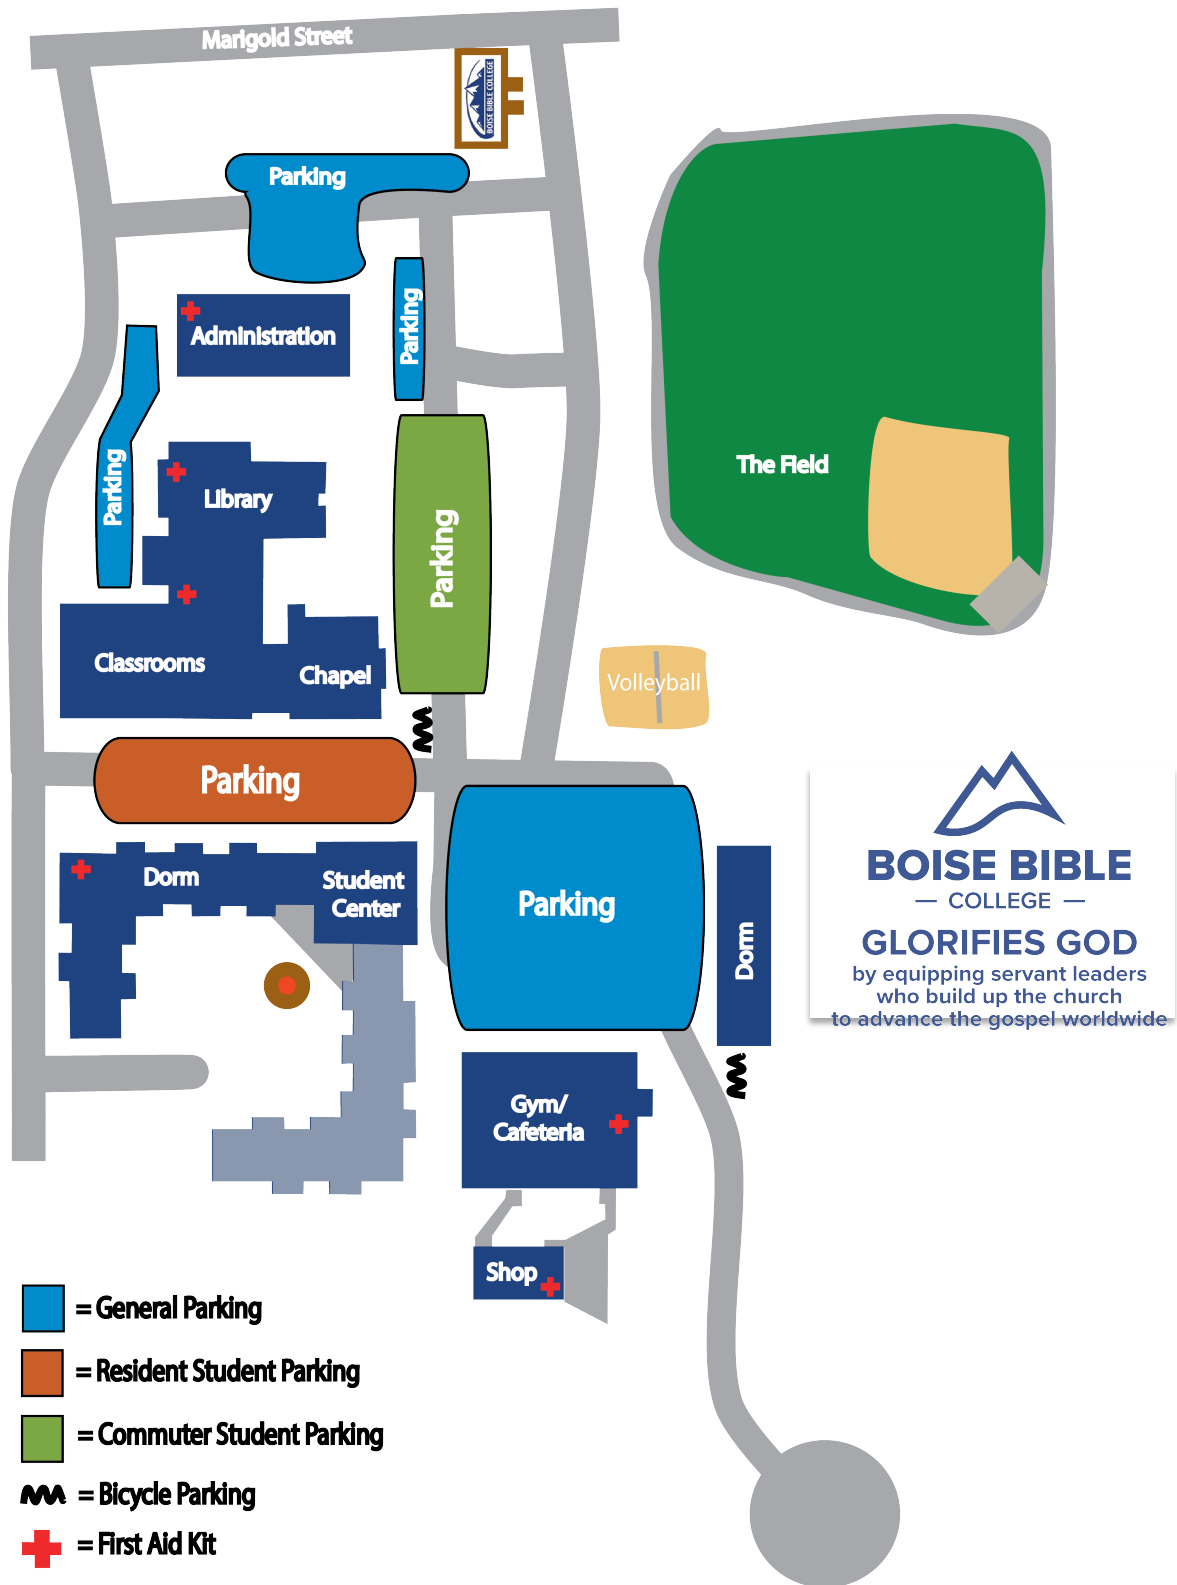 Marigold Street
BOISE BIBLE COLLEGE
Parking
Parking
Administration
Parking
Library
Parking
The Field
Classrooms
Chapel
Volleyball
Parking
Parking
Dorm
Student
Center
Dorm
BOISE BIBLE
— COLLEGE —
GLORIFIES GOD
by equipping servant leaders
who build up the church
to advance the gospel worldwide
Gym/
Cafeteria
Shop
= General Parking
= Resident Student Parking
= Commuter Student Parking
= Bicycle Parking
= First Aid Kit